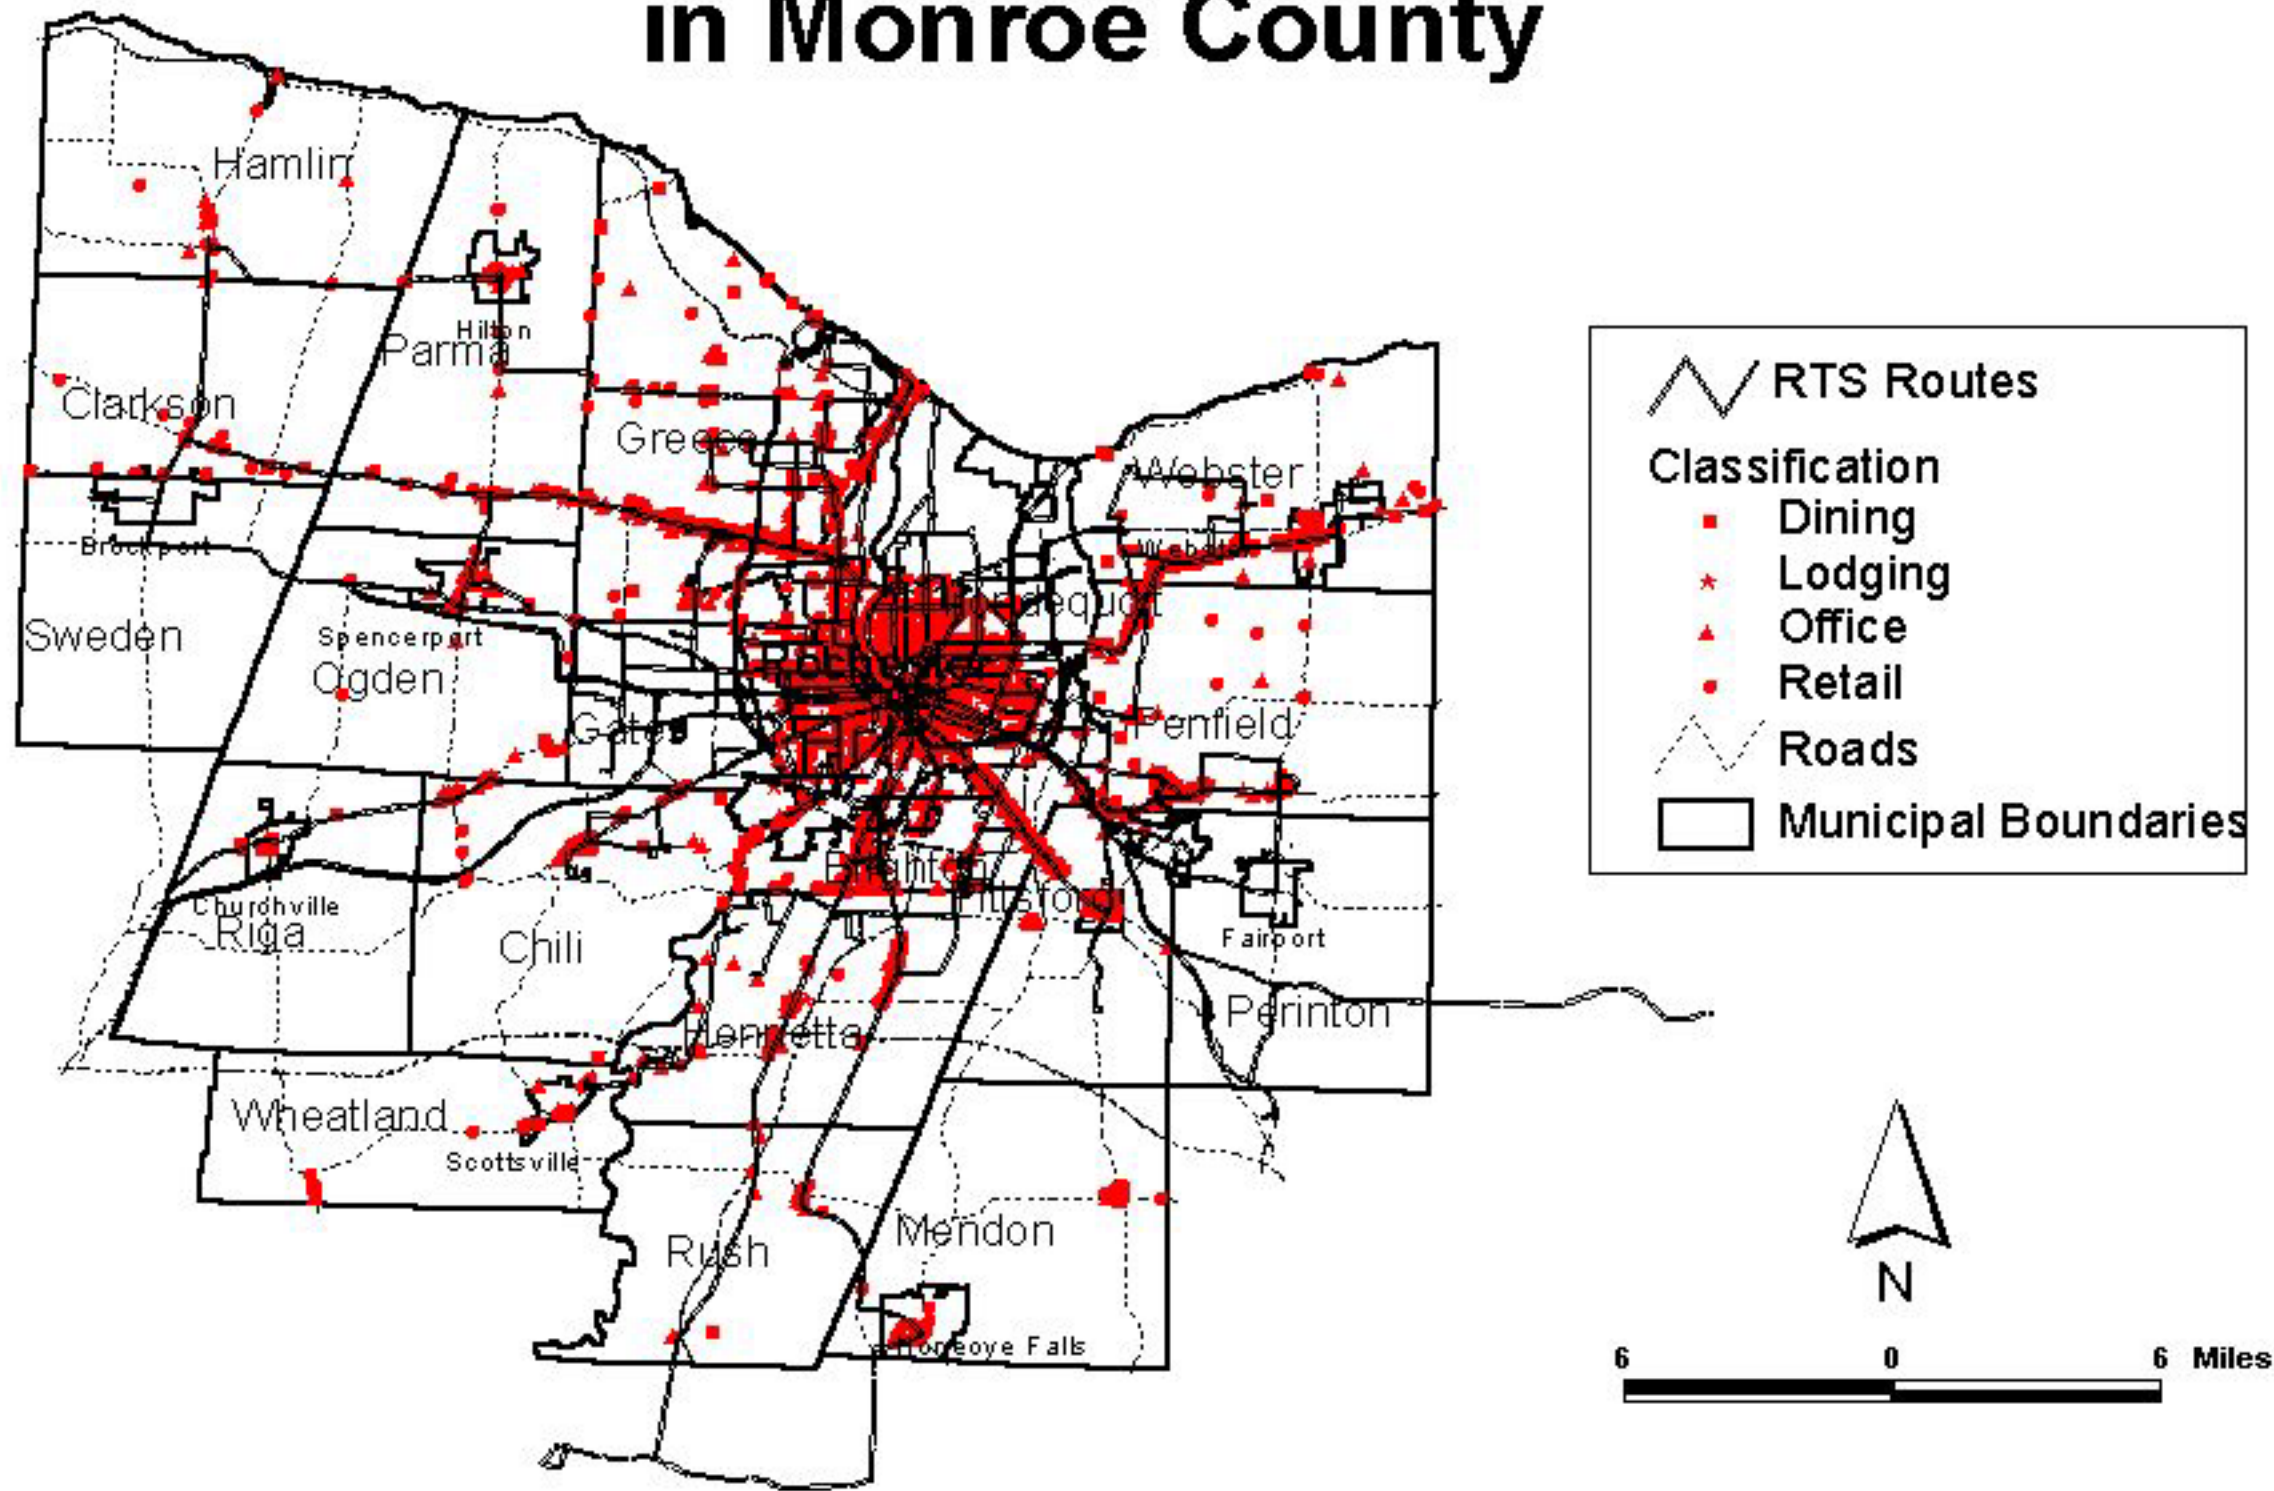 in Monroe County
Hamlin
Hilton
Parma
Clarkson
Greece
Webster
Brockport
Webster
Irondequoit
Sweden
Spencerport
Ogden
Gates
Penfield
Brighton
Pittsford
Churchville
Riga
Chili
Fairport
Perinton
Henrietta
Wheatland
Scottsville
Mendon
Rush
Honeoye Falls
RTS Routes
Classification
Dining
Lodging
Office
Retail
Roads
Municipal Boundaries
N
6 0 6 Miles